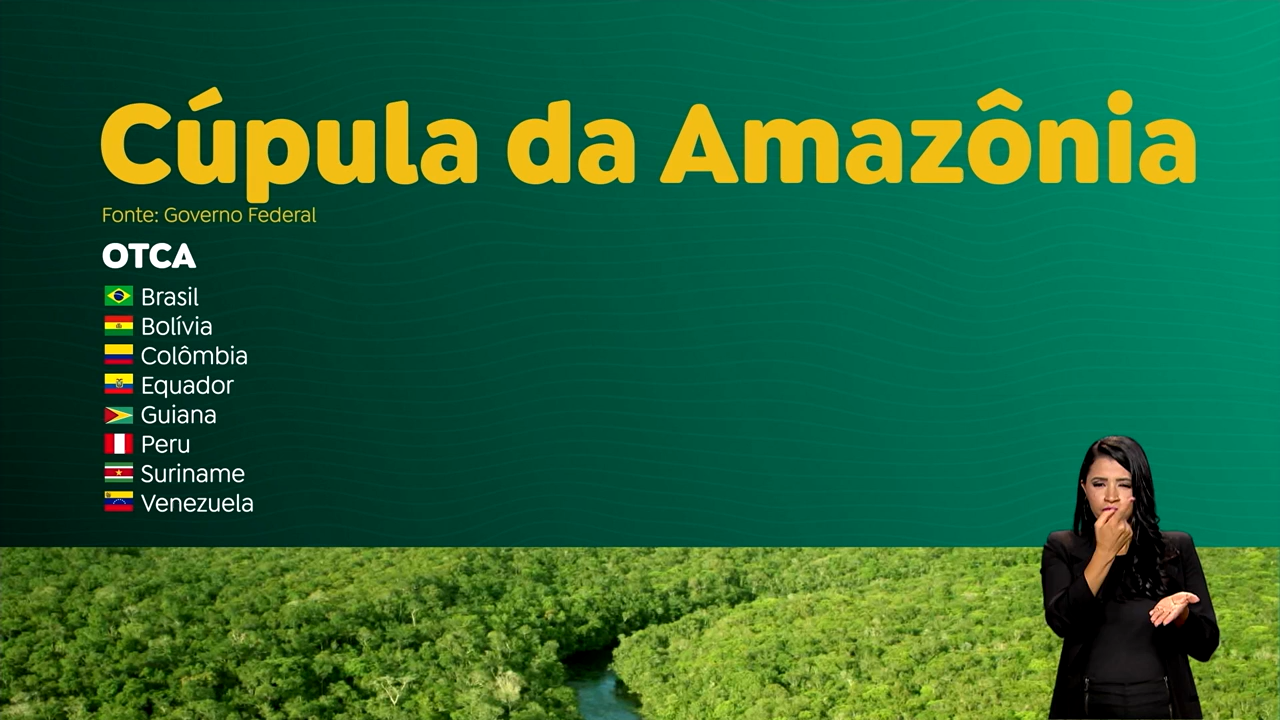 Cúpula da Amazônia
Fonte: Governo Federal
OTCA
Brasil
Bolívia
Colômbia
Equador
Guiana
Peru
Suriname
Venezuela